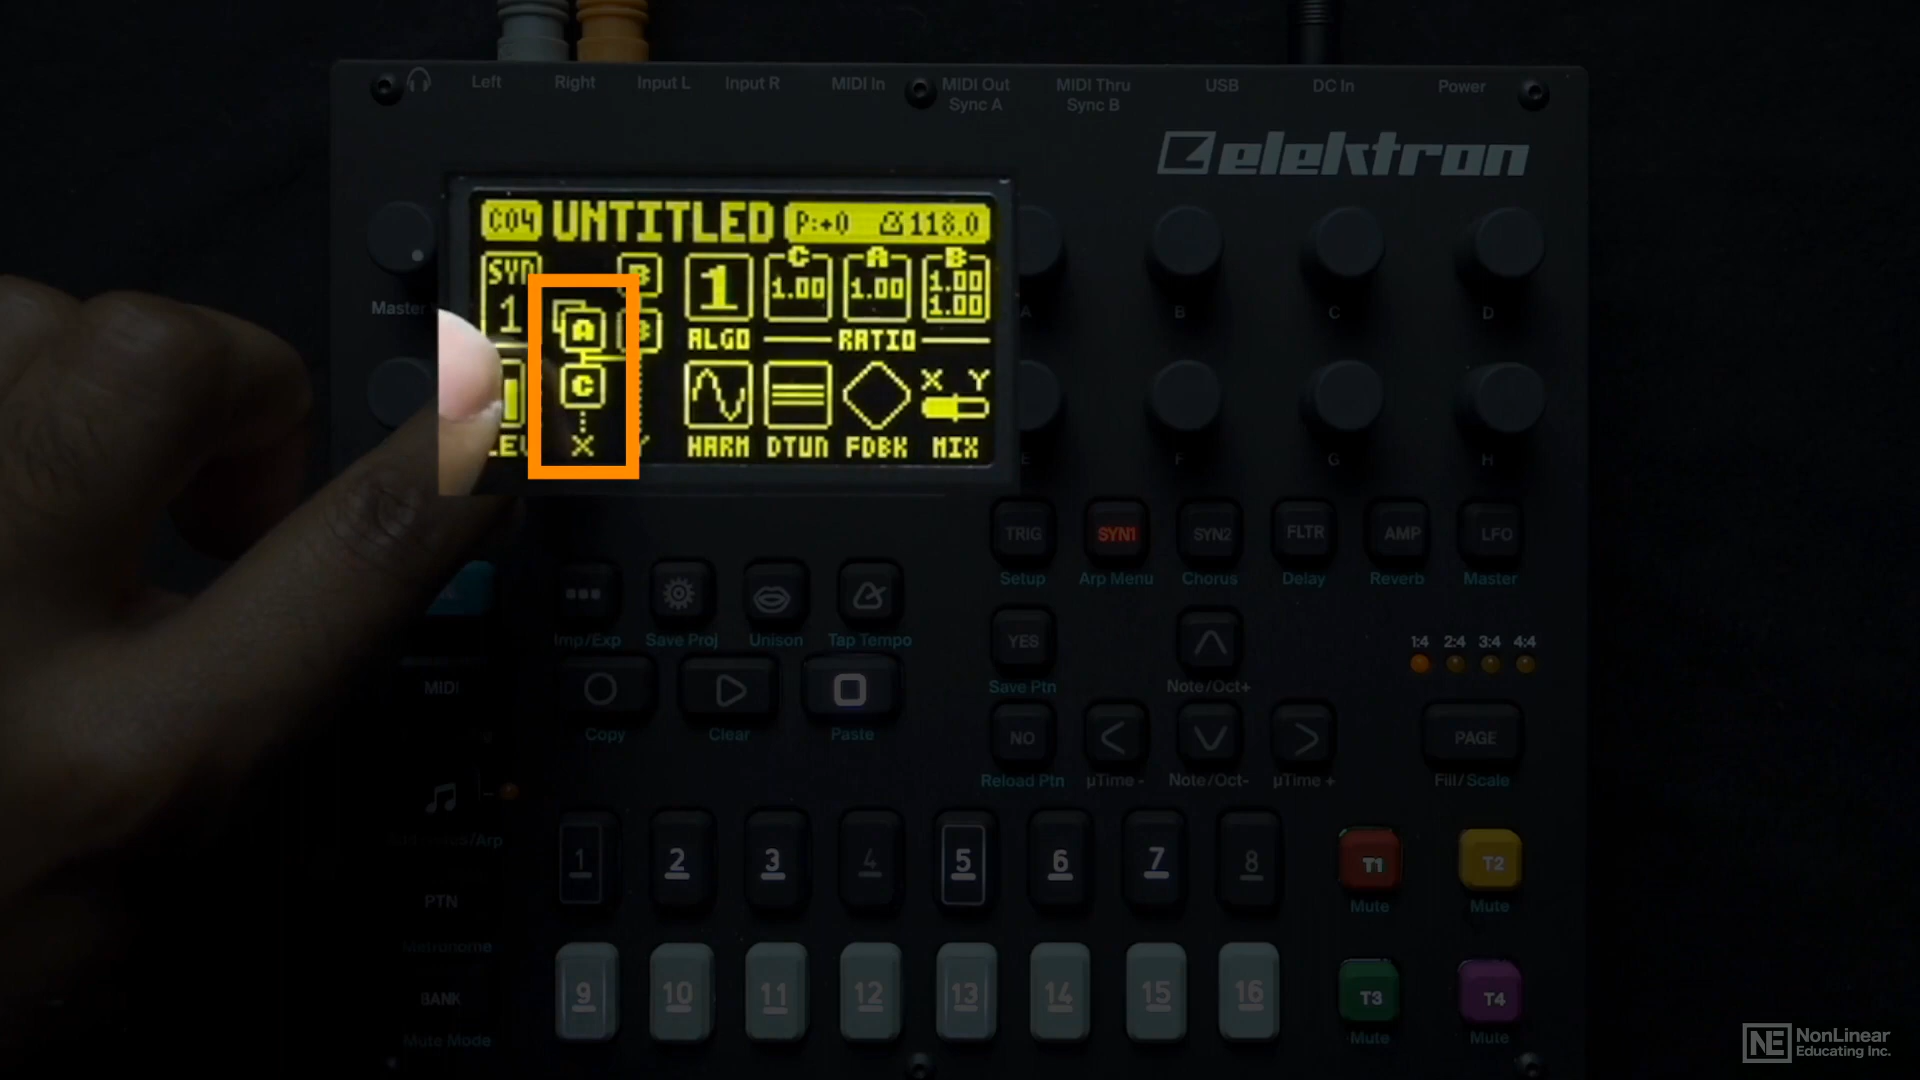 Left Right Input L Input R MIDI In MIDI Out MIDI Thru USB DC In Power
Sync A Sync B
elektron
C04 UNTITLED P:+0 118.0
SYN
1
B
A B
C
X
1
ALGO
C
1.00
A
1.00
B
1.00
1.00
RATIO
X Y
HARM DTUN FDBK MIX
Master
A B C D
E F G H
TRIG SYN1 SYN2 FLTR AMP LFO
Setup Arp Menu Chorus Delay Reverb Master
Imp/Exp Save Proj Unison Tap Tempo
YES
Save Ptn Note/Oct+
1:4 2:4 3:4 4:4
MIDI
Copy Clear Paste
NO PAGE
Reload Ptn µTime - Note/Oct- µTime + Fill/Scale
/Arp
1 2 3 4 5 6 7 8
T1 T2
Mute Mute
PTN
Metronome
9 10 11 12 13 14 15 16
T3 T4
Mute Mute
BANK
Mute Mode
NE NonLinear
Educating Inc.